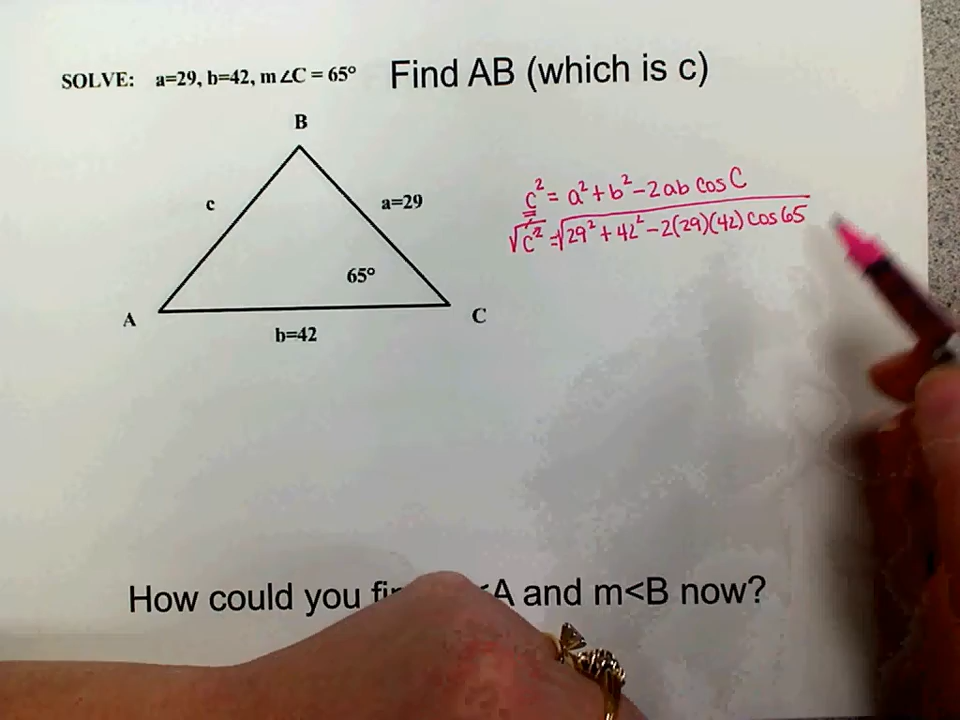 SOLVE: a=29, b=42, m∠C = 65° Find AB (which is c)
B
c
a=29
c² = a² + b² - 2ab cos C
√c² = √29² + 42² - 2(29)(42) cos 65
65°
A
C
b=42
How could you A and m<B now?